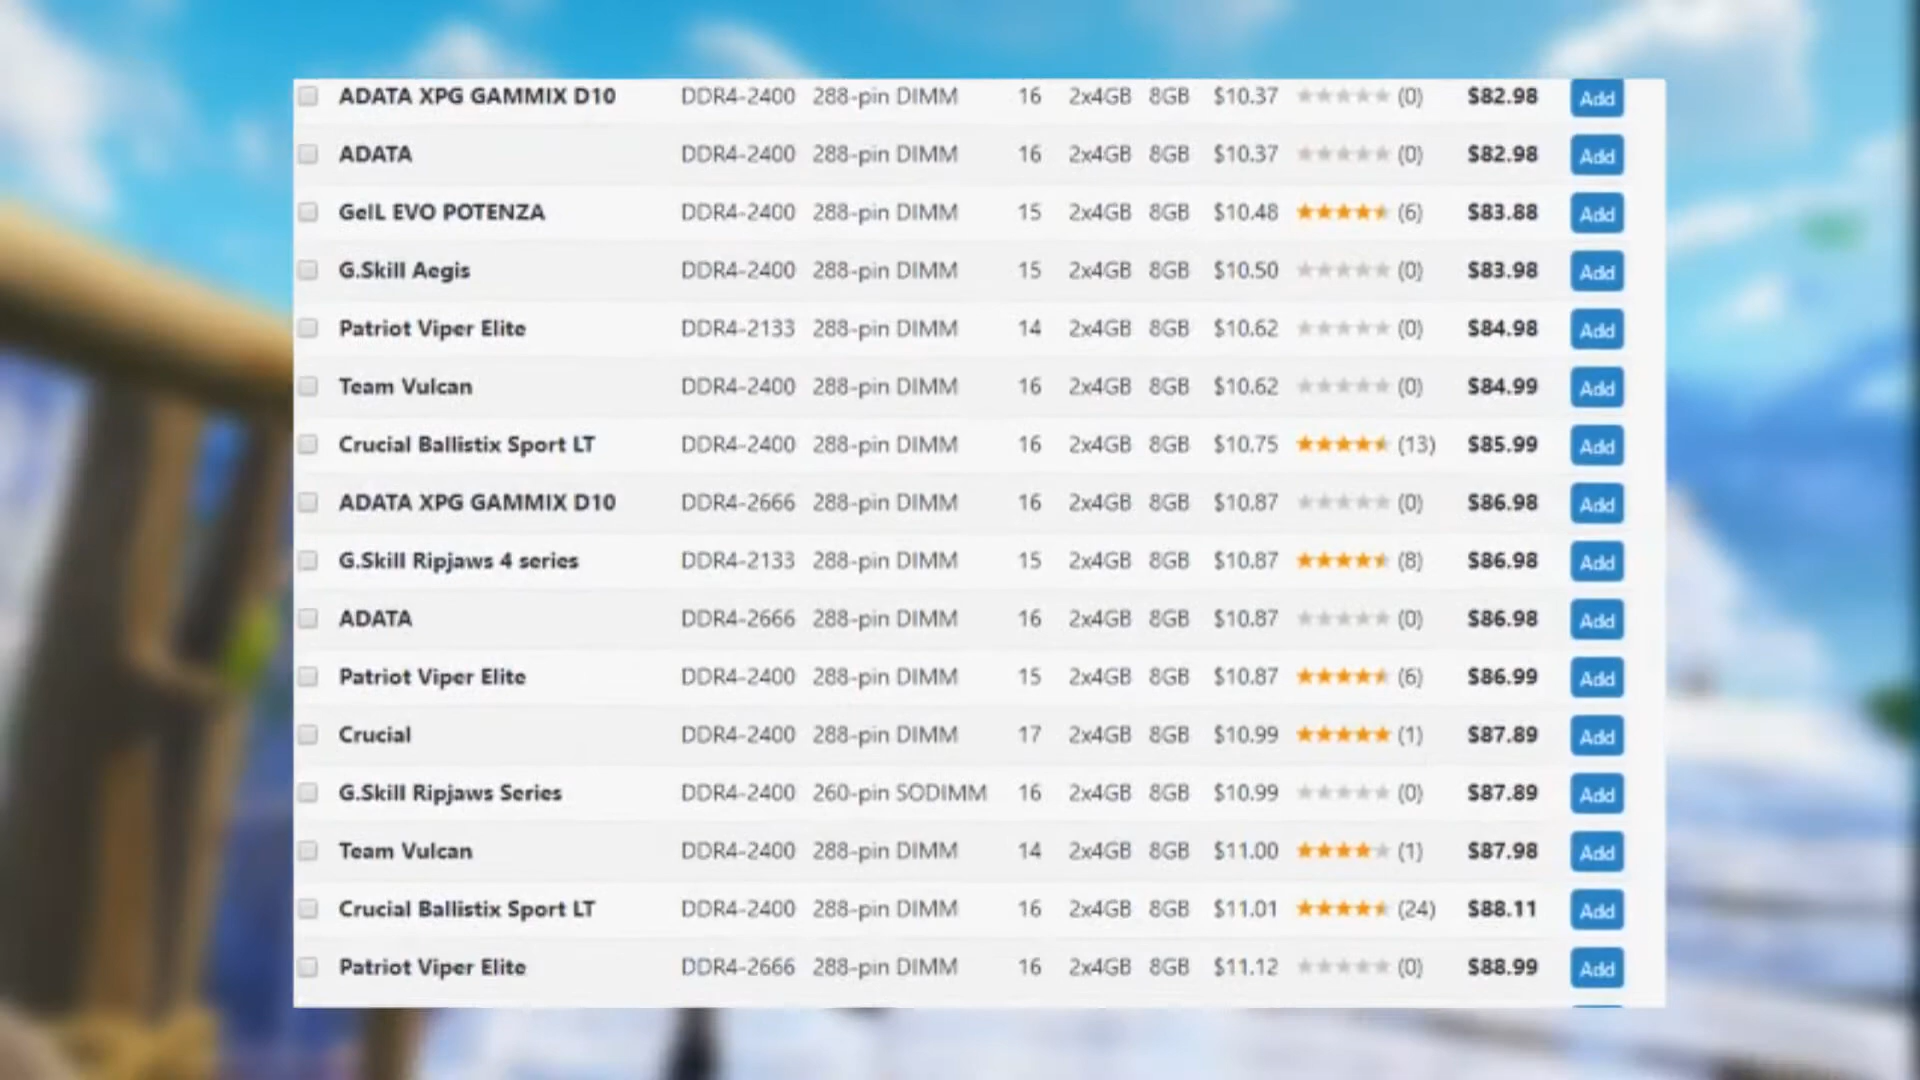 ADATA XPG GAMMIX D10 DDR4-2400 288-pin DIMM 16 2x4GB 8GB $10.37 (0) $82.98 Add
ADATA DDR4-2400 288-pin DIMM 16 2x4GB 8GB $10.37 (0) $82.98 Add
GeIL EVO POTENZA DDR4-2400 288-pin DIMM 15 2x4GB 8GB $10.48 (6) $83.88 Add
G.Skill Aegis DDR4-2400 288-pin DIMM 15 2x4GB 8GB $10.50 (0) $83.98 Add
Patriot Viper Elite DDR4-2133 288-pin DIMM 14 2x4GB 8GB $10.62 (0) $84.98 Add
Team Vulcan DDR4-2400 288-pin DIMM 16 2x4GB 8GB $10.62 (0) $84.99 Add
Crucial Ballistix Sport LT DDR4-2400 288-pin DIMM 16 2x4GB 8GB $10.75 (13) $85.99 Add
ADATA XPG GAMMIX D10 DDR4-2666 288-pin DIMM 16 2x4GB 8GB $10.87 (0) $86.98 Add
G.Skill Ripjaws 4 series DDR4-2133 288-pin DIMM 15 2x4GB 8GB $10.87 (8) $86.98 Add
ADATA DDR4-2666 288-pin DIMM 16 2x4GB 8GB $10.87 (0) $86.98 Add
Patriot Viper Elite DDR4-2400 288-pin DIMM 15 2x4GB 8GB $10.87 (6) $86.99 Add
Crucial DDR4-2400 288-pin DIMM 17 2x4GB 8GB $10.99 (1) $87.89 Add
G.Skill Ripjaws Series DDR4-2400 260-pin SODIMM 16 2x4GB 8GB $10.99 (0) $87.89 Add
Team Vulcan DDR4-2400 288-pin DIMM 14 2x4GB 8GB $11.00 (1) $87.98 Add
Crucial Ballistix Sport LT DDR4-2400 288-pin DIMM 16 2x4GB 8GB $11.01 (24) $88.11 Add
Patriot Viper Elite DDR4-2666 288-pin DIMM 16 2x4GB 8GB $11.12 (0) $88.99 Add